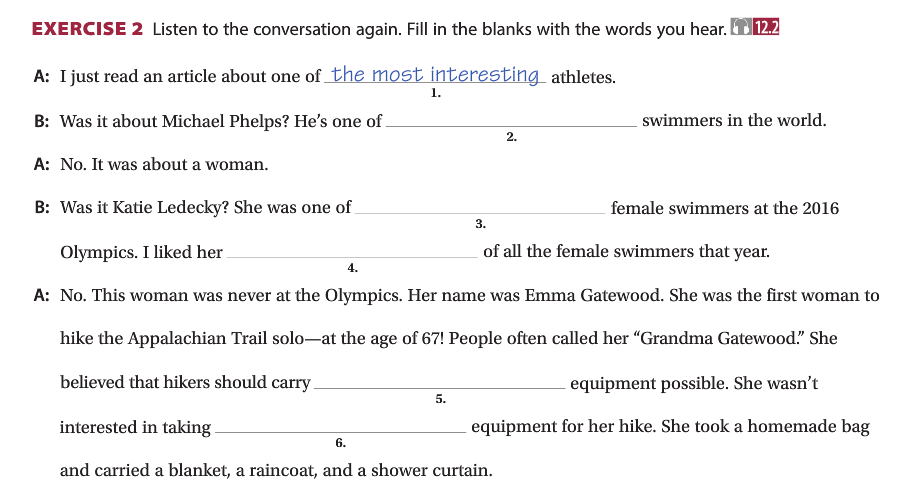 EXERCISE 2 Listen to the conversation again. Fill in the blanks with the words you hear. 12.2
A: I just read an article about one of the most interesting athletes.
1.
B: Was it about Michael Phelps? He's one of swimmers in the world.
2.
A: No. It was about a woman.
B: Was it Katie Ledecky? She was one of female swimmers at the 2016
3.
Olympics. I liked her of all the female swimmers that year.
4.
A: No. This woman was never at the Olympics. Her name was Emma Gatewood. She was the first woman to
hike the Appalachian Trail solo—at the age of 67! People often called her “Grandma Gatewood.” She
believed that hikers should carry equipment possible. She wasn't
5.
interested in taking equipment for her hike. She took a homemade bag
6.
and carried a blanket, a raincoat, and a shower curtain.